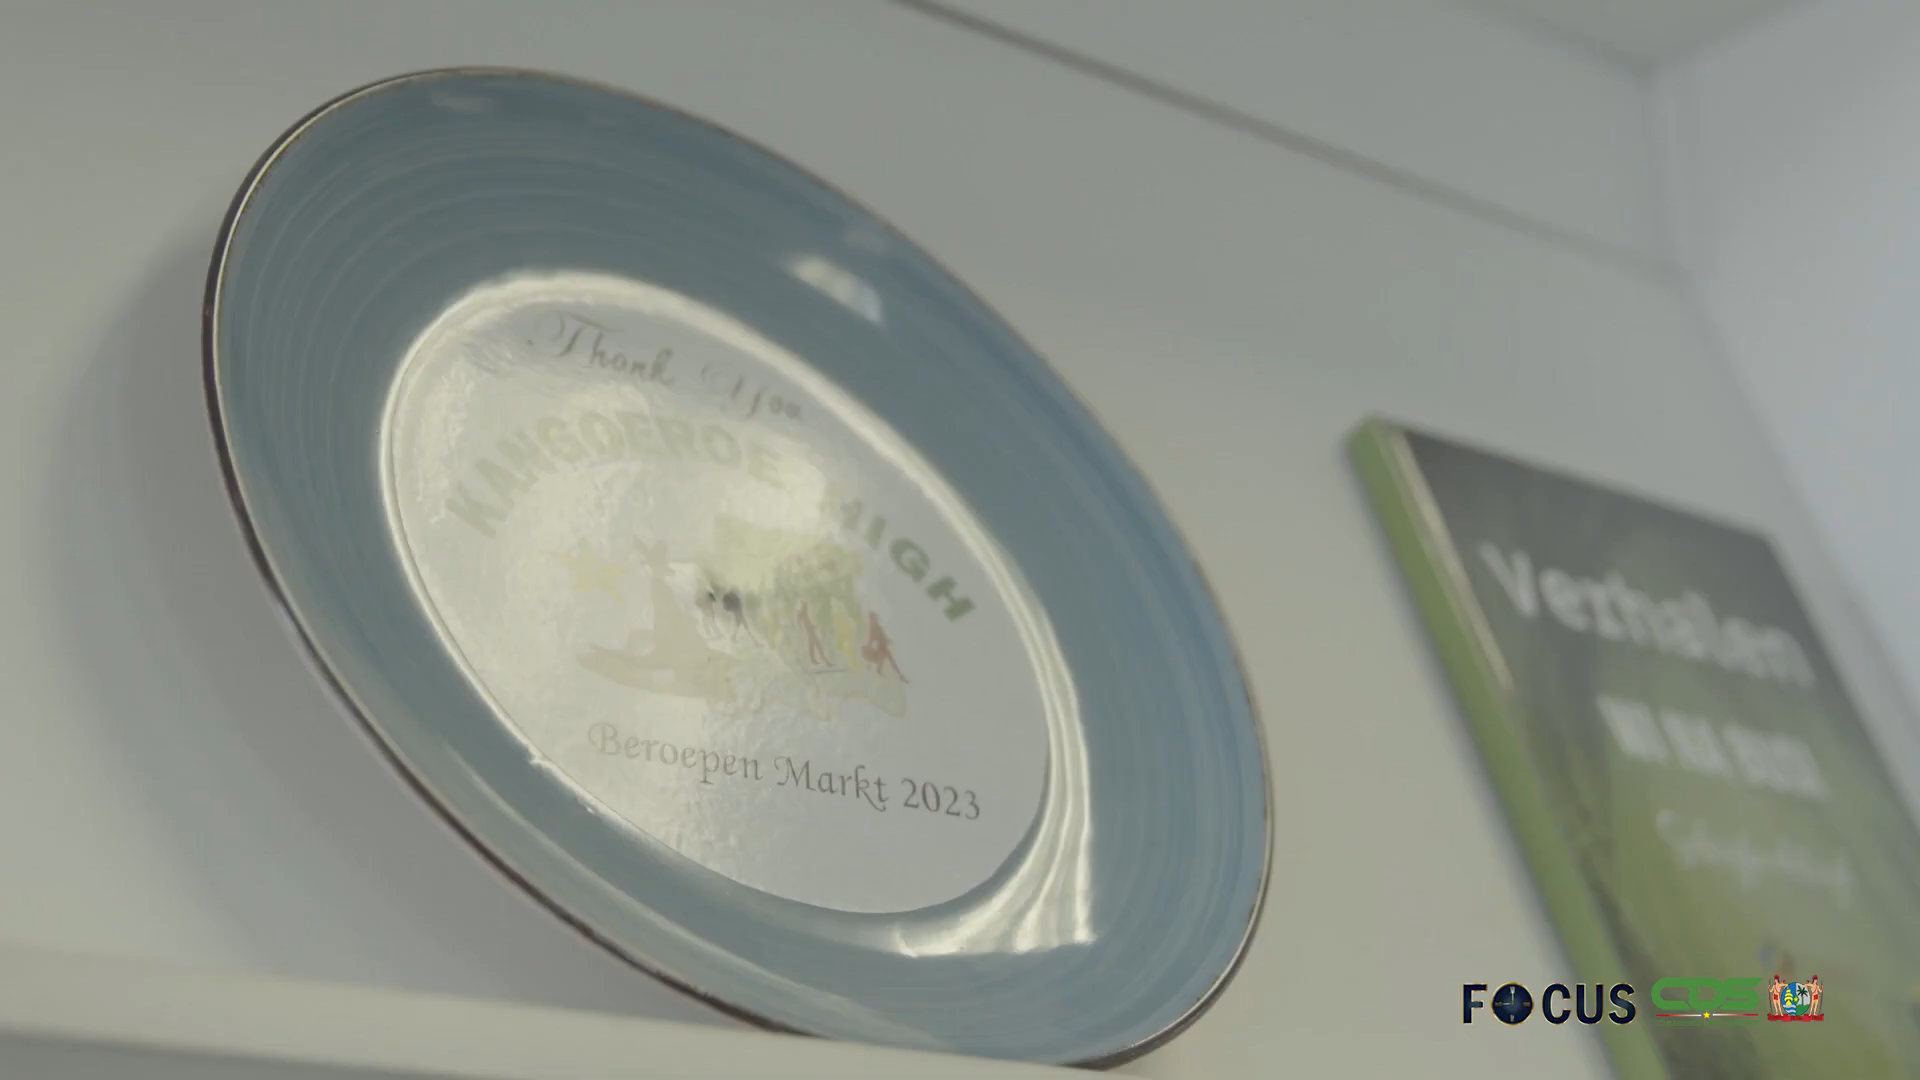 Thank You
KANGOEROE HIGH
Beroepen Markt 2023
Verhalen
FOCUS
CDS